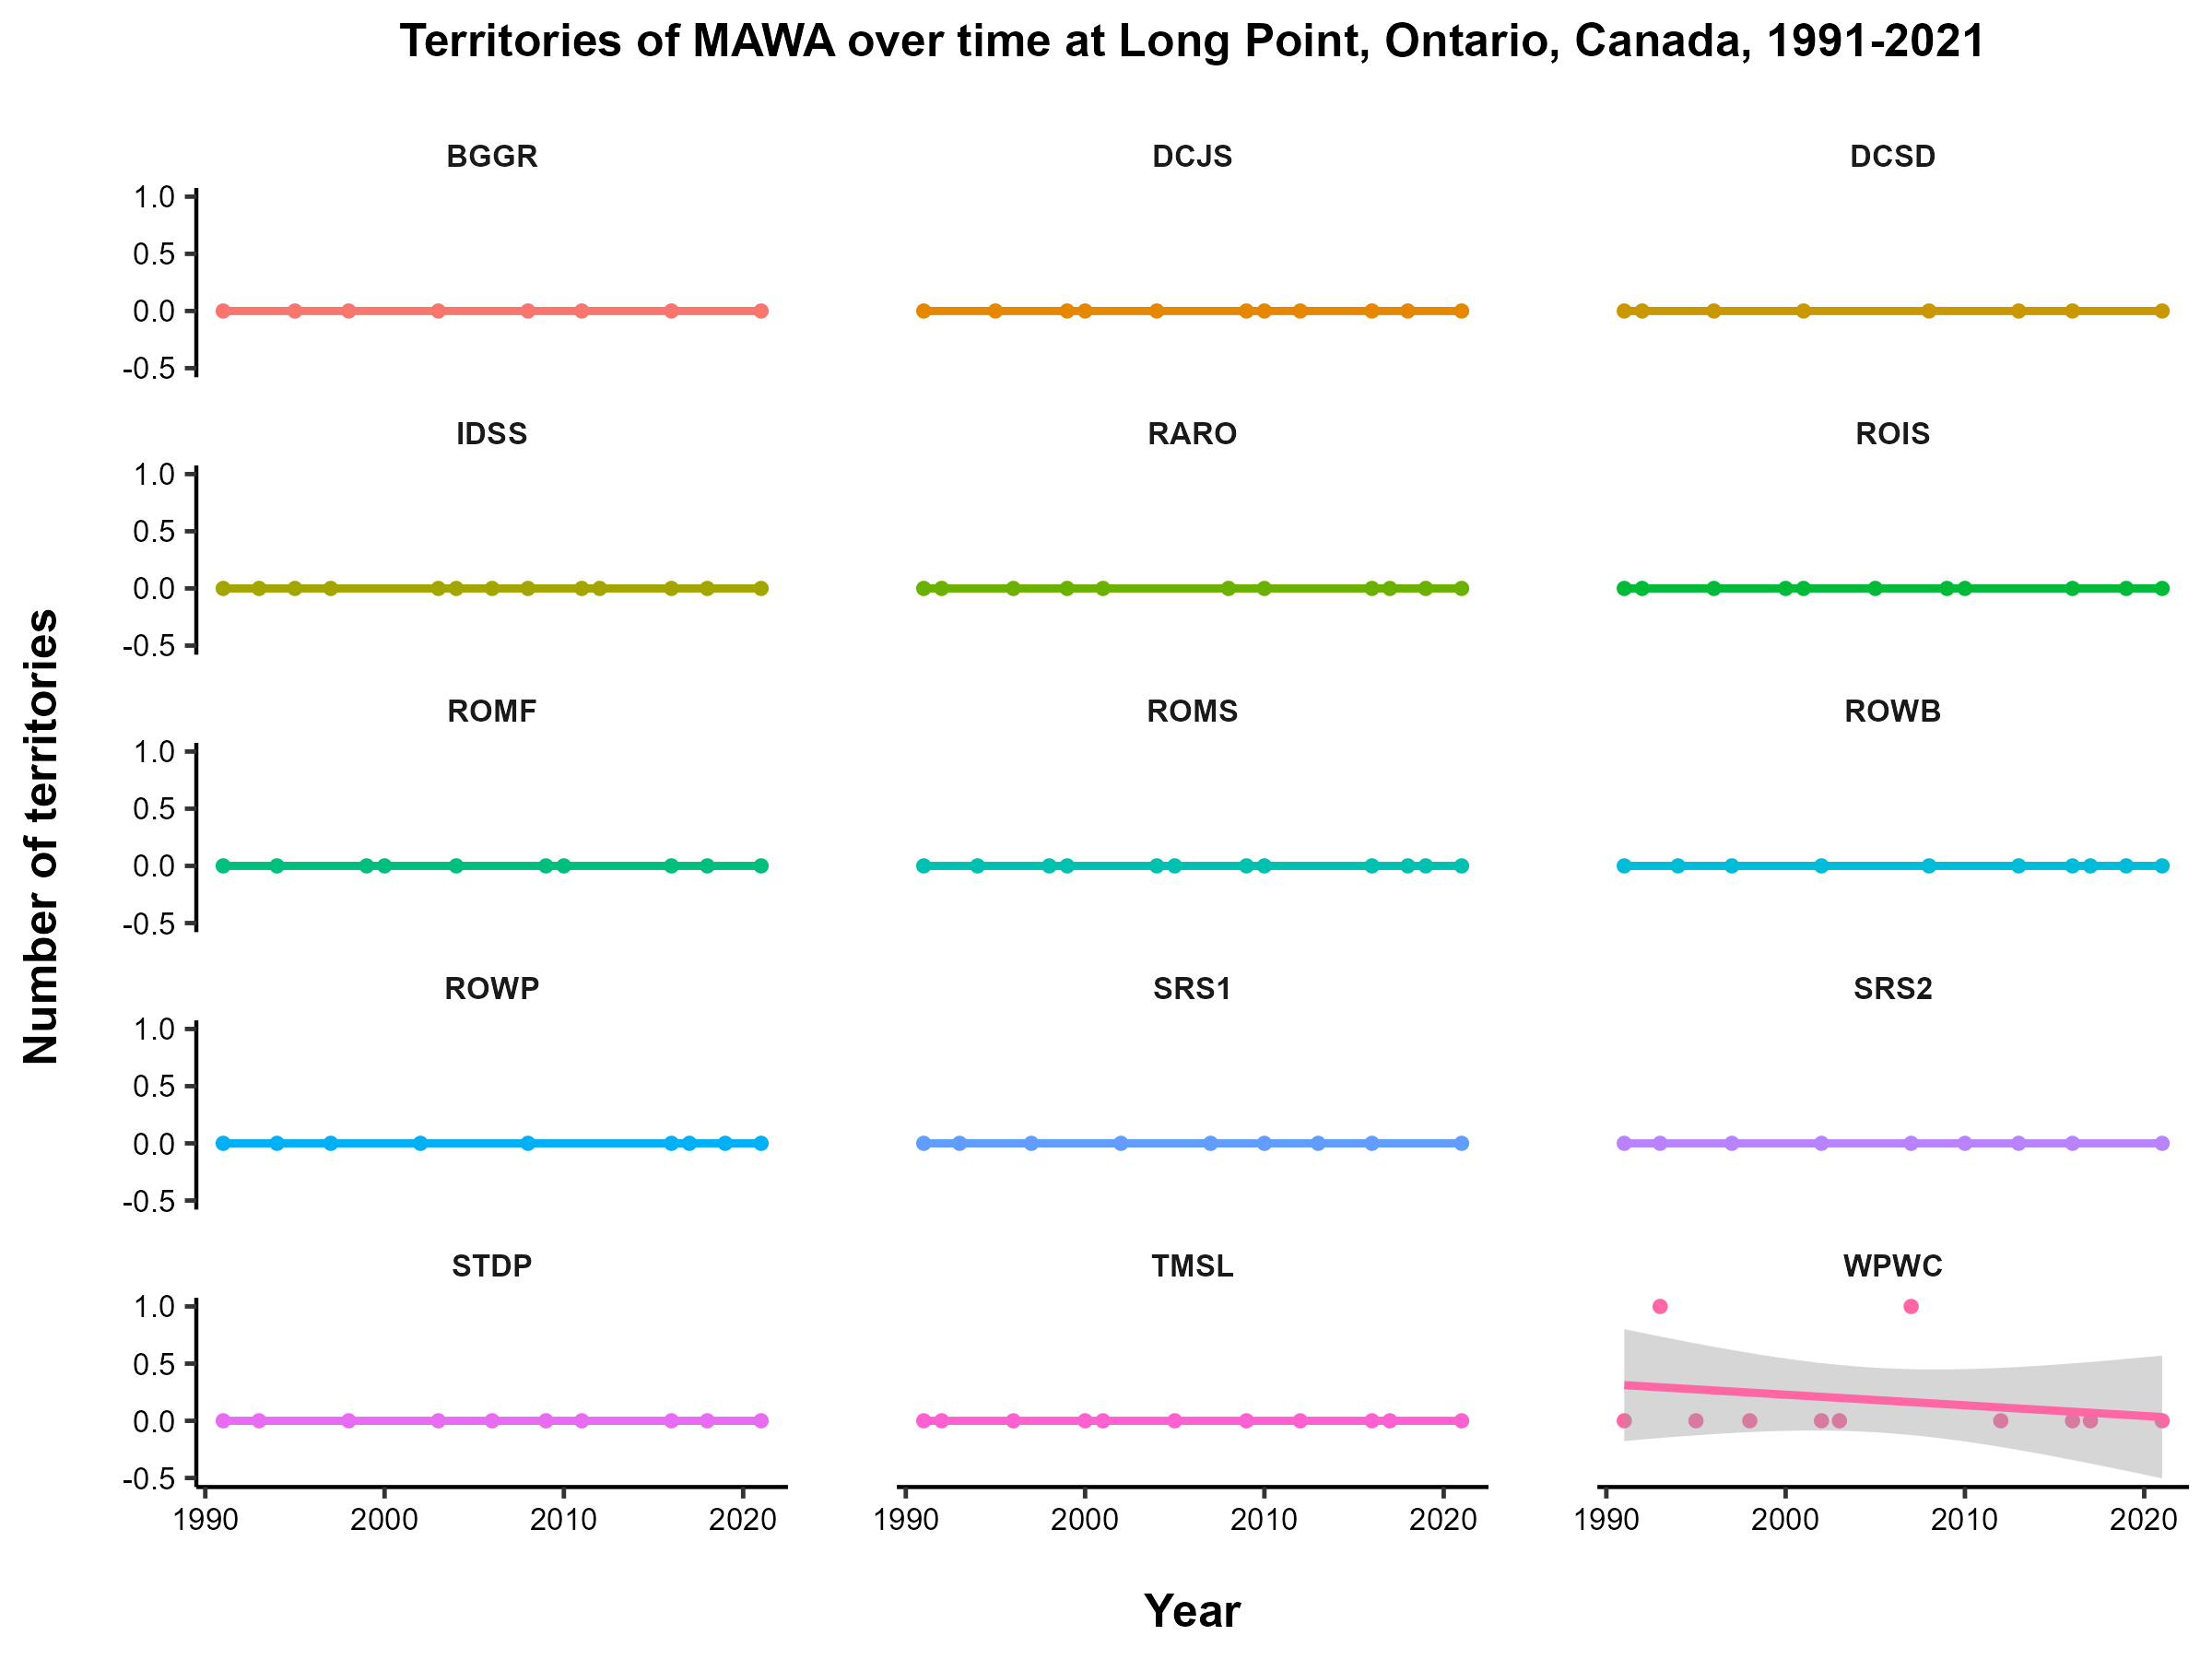 Territories of MAWA over time at Long Point, Ontario, Canada, 1991-2021
BGGR DCJS DCSD
1.0
0.5
0.0
-0.5
IDSS RARO ROIS
1.0
0.5
0.0
-0.5
ROMF ROMS ROWB
1.0
0.5
0.0
-0.5
ROWP SRS1 SRS2
1.0
0.5
0.0
-0.5
STDP TMSL WPWC
1.0
0.5
0.0
-0.5
1990 2000 2010 2020 1990 2000 2010 2020 1990 2000 2010 2020
Number of territories
Year